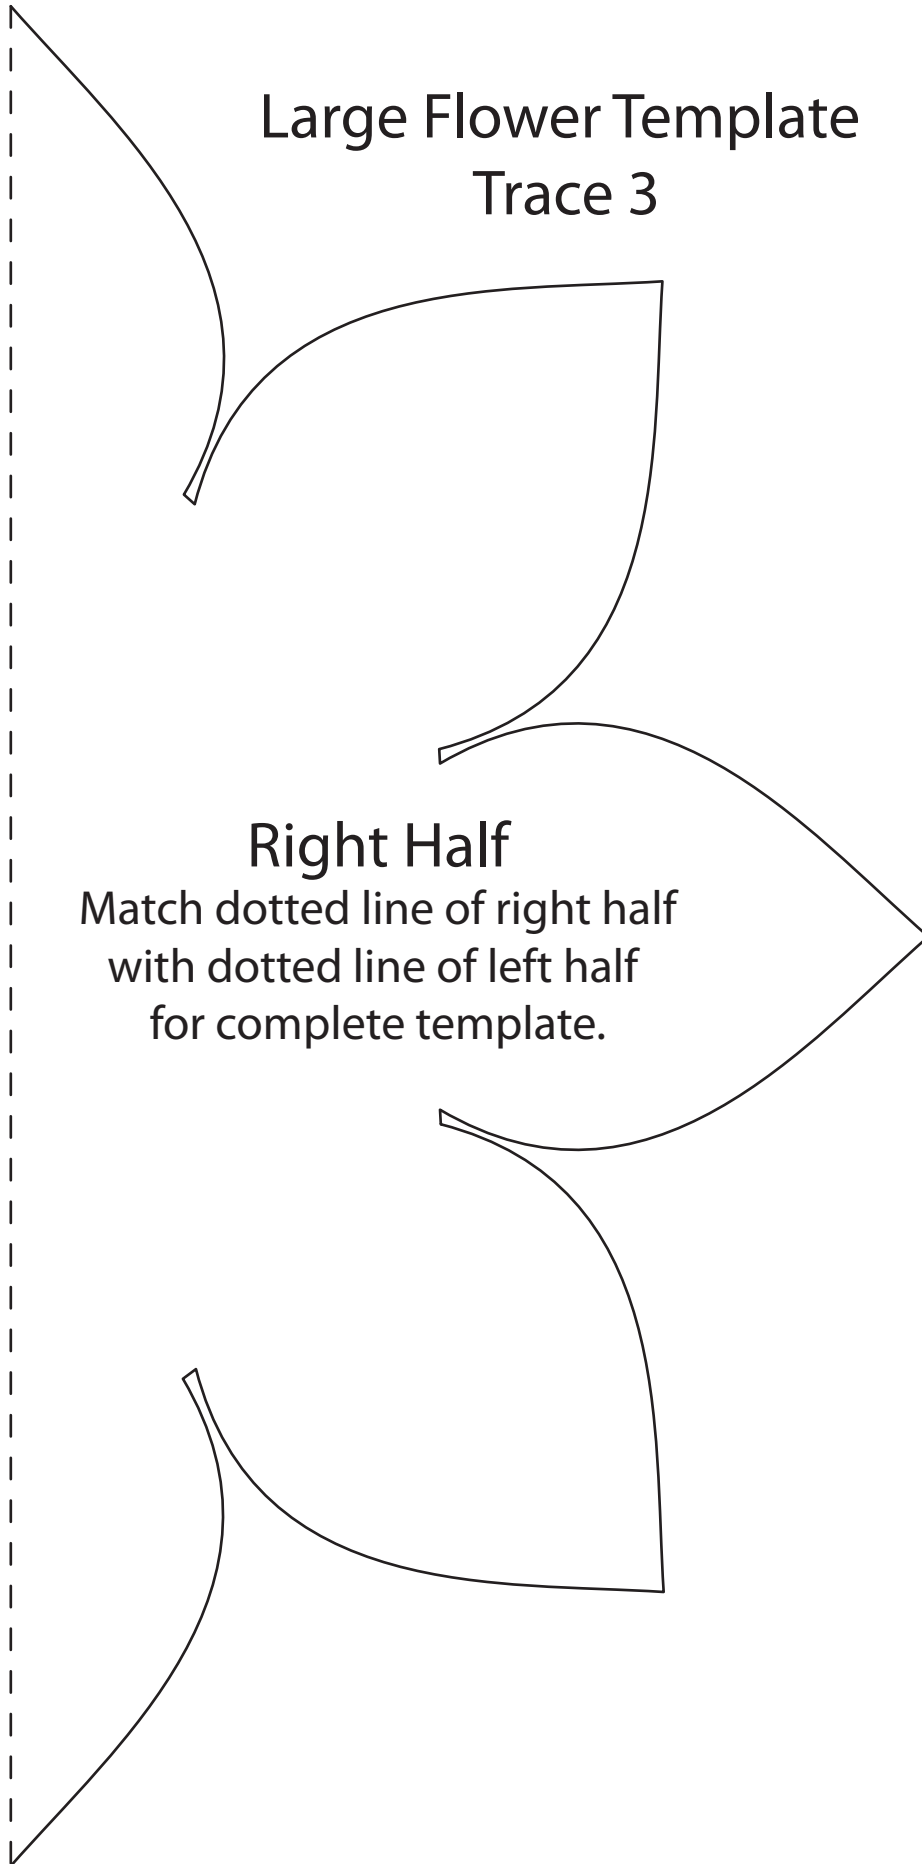 Large Flower Template
Trace 3
Right Half
Match dotted line of right half
with dotted line of left half
for complete template.